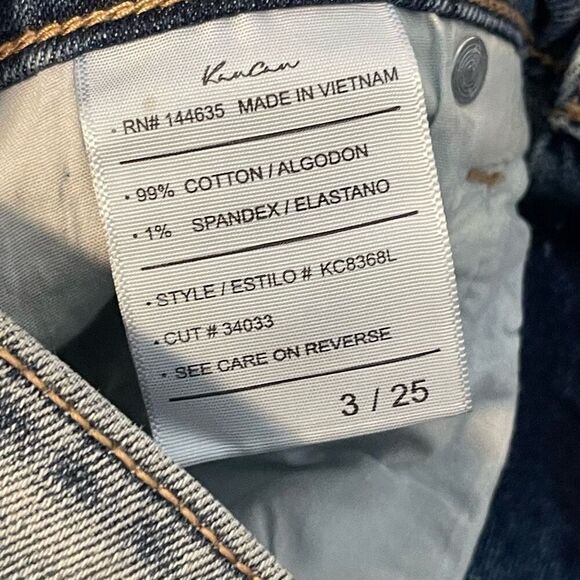 KanCan
· RN# 144635 MADE IN VIETNAM
· 99% COTTON / ALGODON
· 1% SPANDEX / ELASTANO
· STYLE / ESTILO # KC8368L
· CUT # 34033
· SEE CARE ON REVERSE
3 / 25